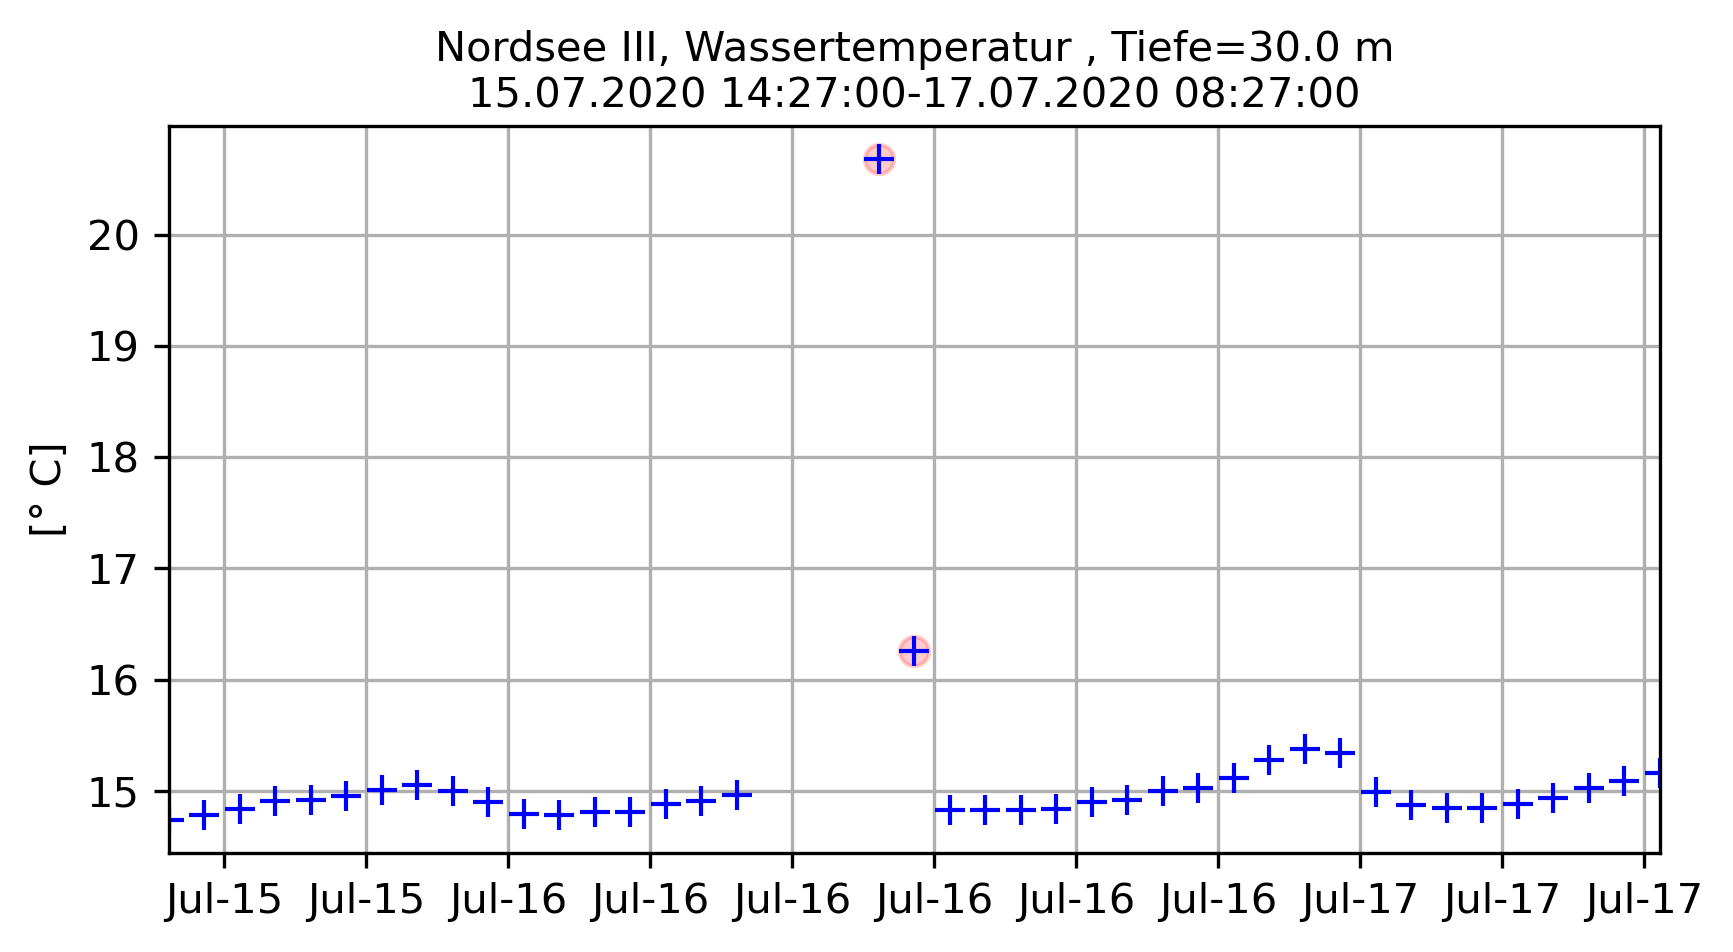 Nordsee III, Wassertemperatur , Tiefe=30.0 m
15.07.2020 14:27:00-17.07.2020 08:27:00
[° C]
20
19
18
17
16
15
Jul-15 Jul-15 Jul-16 Jul-16 Jul-16 Jul-16 Jul-16 Jul-16 Jul-17 Jul-17 Jul-17